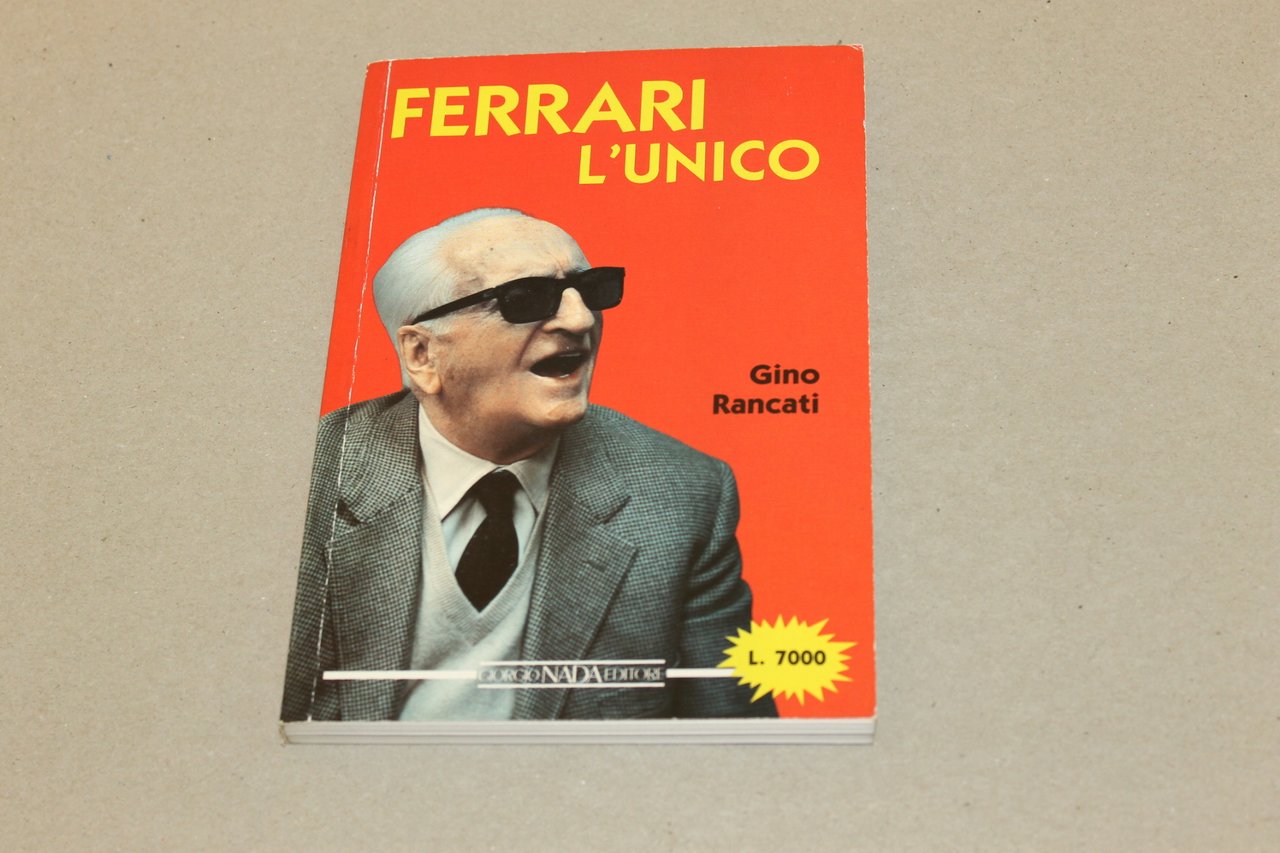 FERRARI
L'UNICO
Gino
Rancati
L. 7000
GIORGIO NADA EDITORE